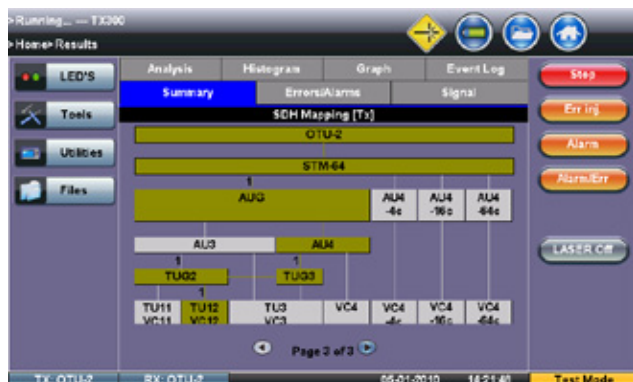 Running... — TX300
Home> Results
LED'S
Tools
Utilities
Files
Analysis
Histogram
Graph
Event Log
Summary
Errors/Alarms
Signal
SDH Mapping [Tx]
OTU-2
STM-64
1
AUG
AU4 -4c
AU4 -16c
AU4 -64c
AU3
AU4
1
1
TUG2
TUG3
1
TU11 VC11
TU12 VC12
TU3 VC3
VC4
VC4 -4c
VC4 -16c
VC4 -64c
Page 3 of 3
Stop
Err inj.
Alarm
Alarm/Err
LASER Off
TX: OTU-2
RX: OTU-2
Test Mode